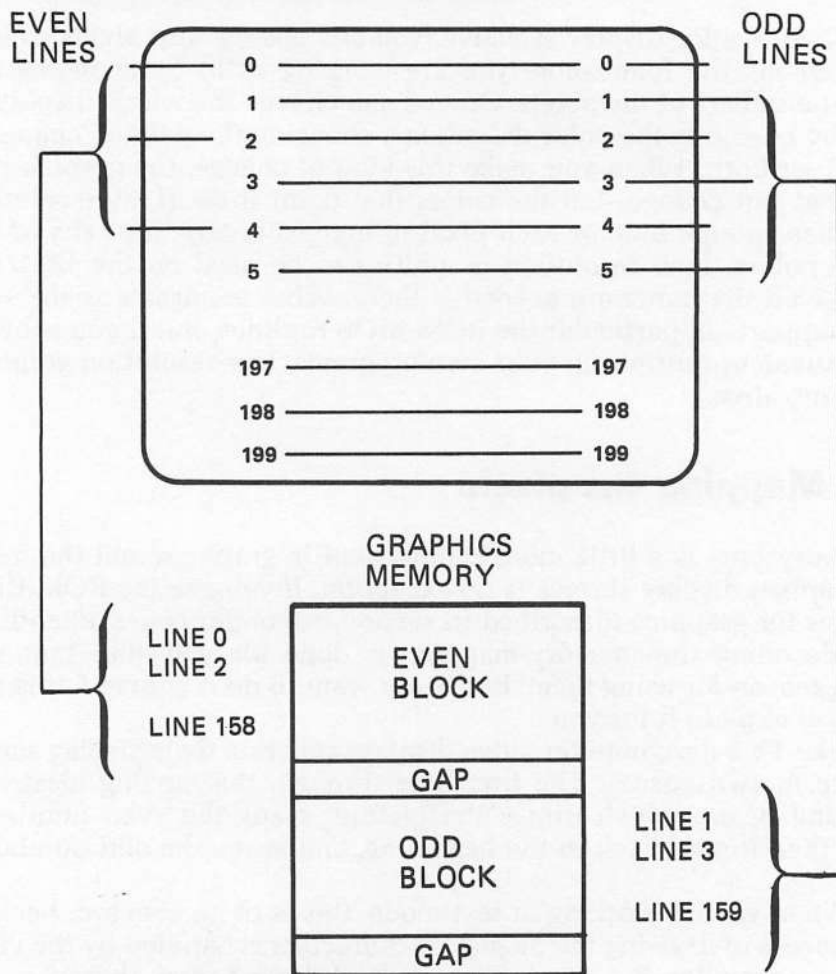 EVEN
LINES
ODD
LINES
0 0
1 1
2 2
3 3
4 4
5 5
197 197
198 198
199 199
GRAPHICS
MEMORY
LINE 0
LINE 2
LINE 158
EVEN
BLOCK
GAP
ODD
BLOCK
GAP
LINE 1
LINE 3
LINE 159